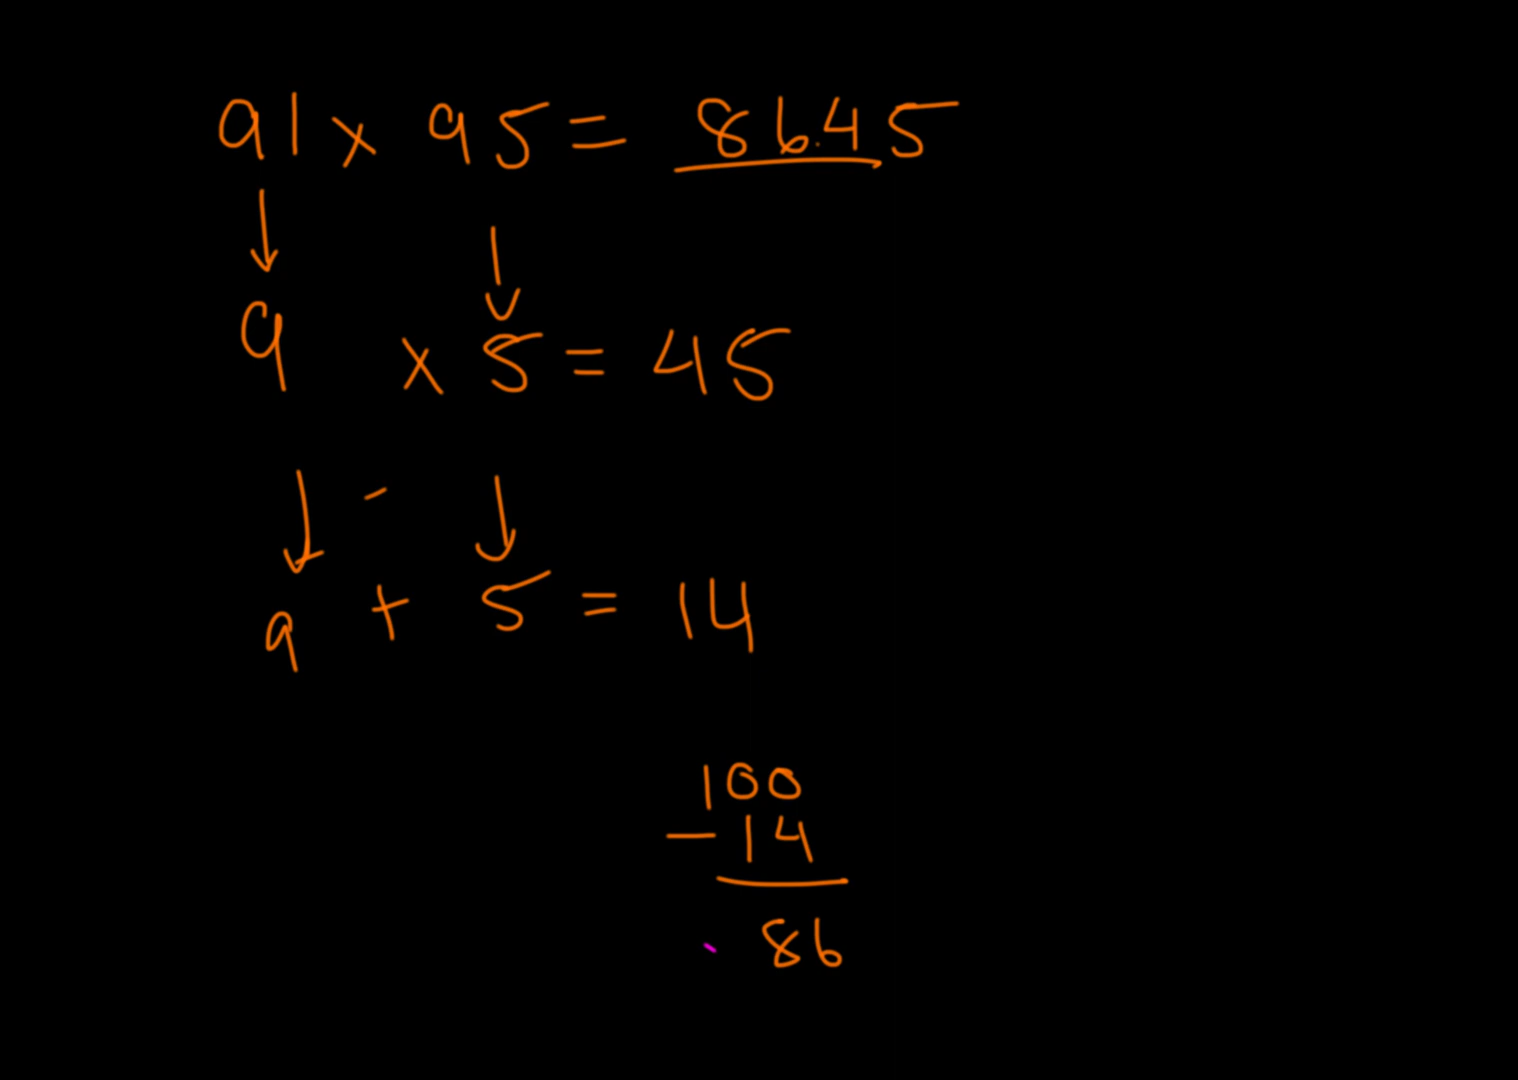 91 x 95 = 8645
9 x 5 = 45
9 + 5 = 14
100
- 14
86